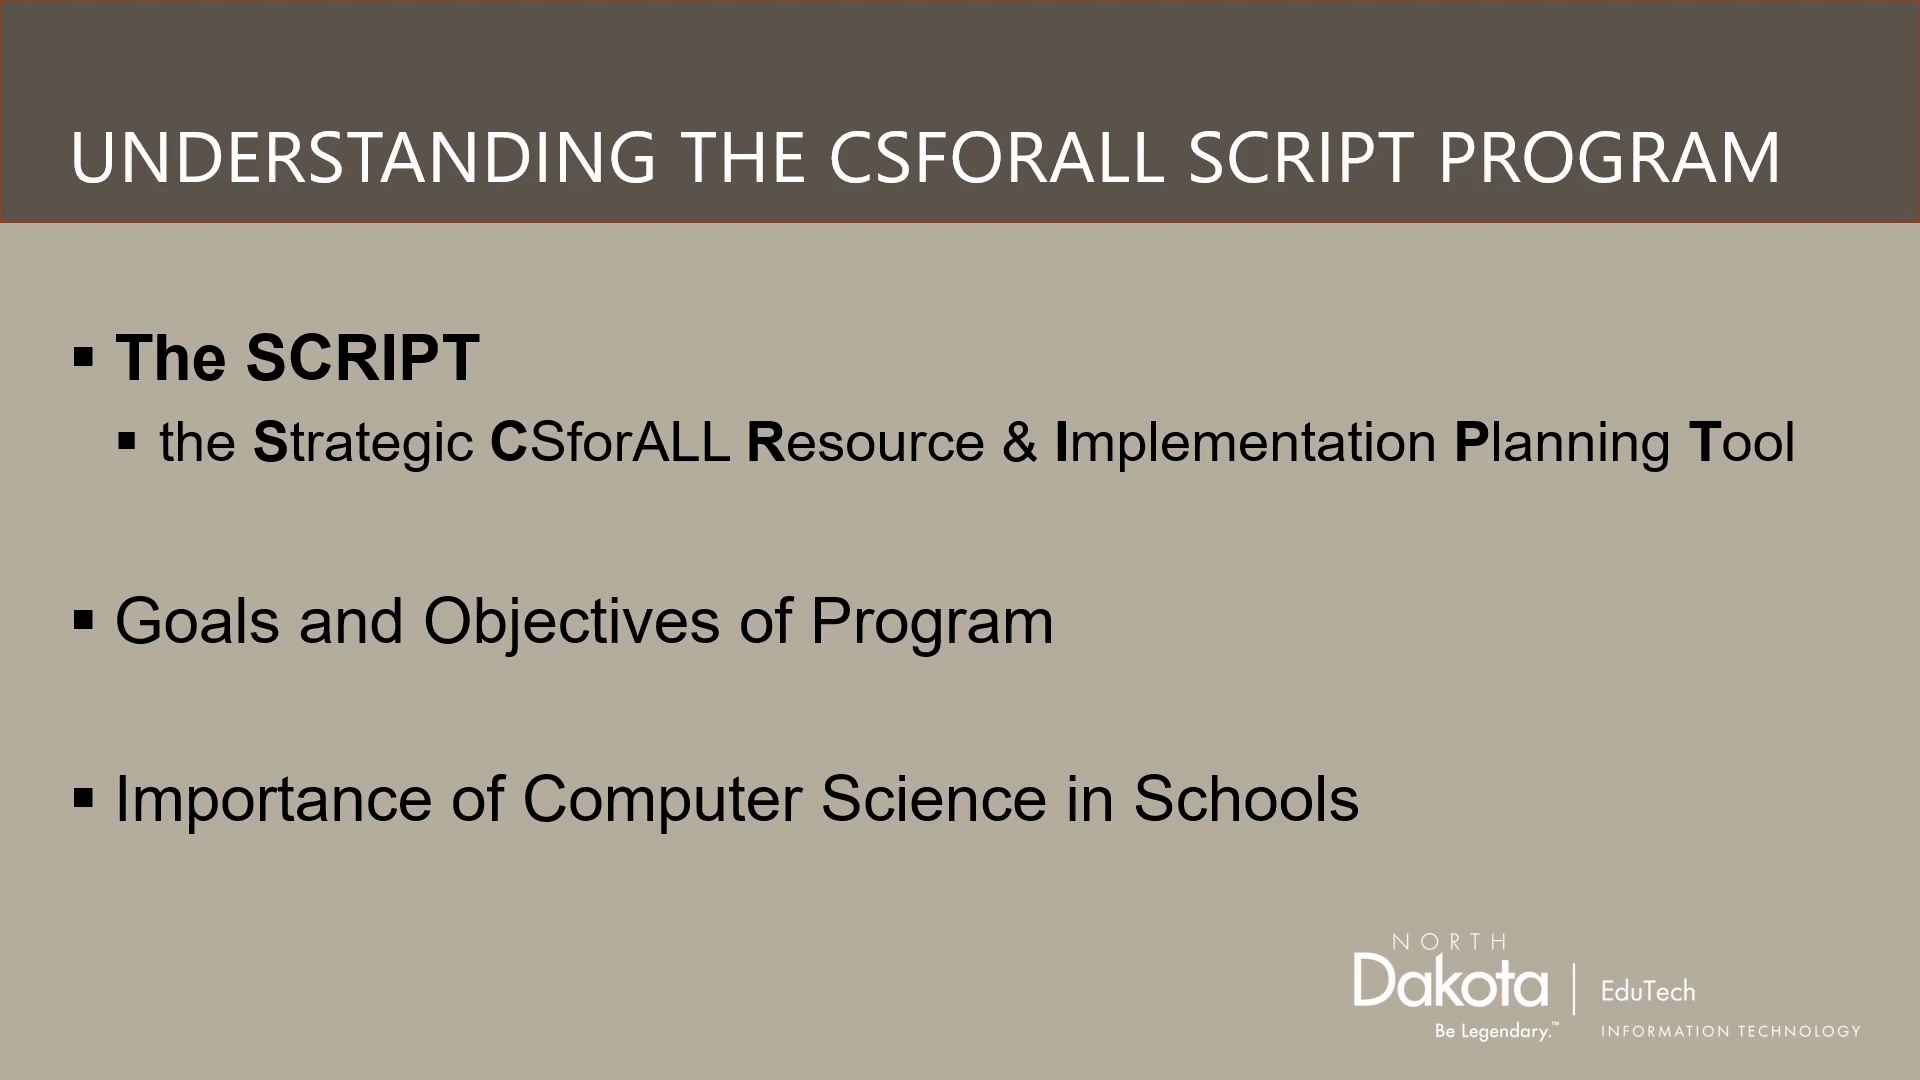 UNDERSTANDING THE CSFORALL SCRIPT PROGRAM
▪ The SCRIPT
▪ the Strategic CSforALL Resource & Implementation Planning Tool
▪ Goals and Objectives of Program
▪ Importance of Computer Science in Schools
NORTH
Dakota
Be Legendary.™
EduTech
INFORMATION TECHNOLOGY